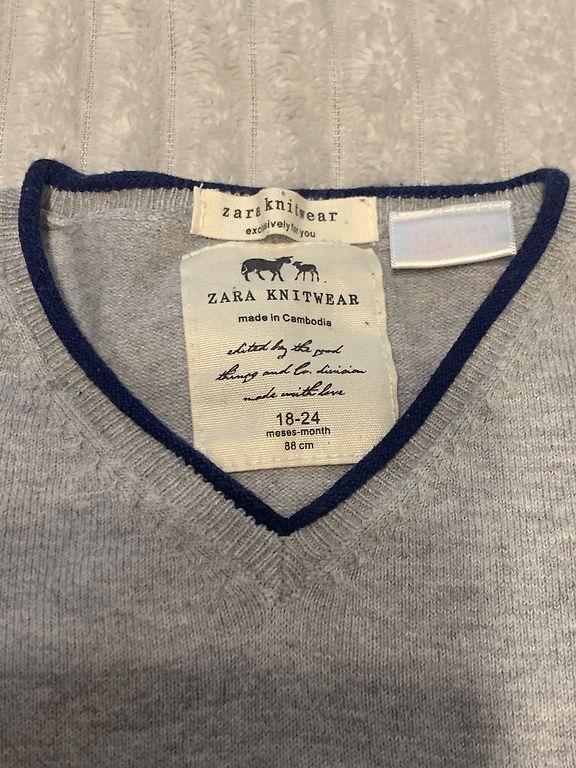 zara knitwear
exclusively for you
ZARA KNITWEAR
made in Cambodia
edited by the good
things and Co. division
made with love
18-24
meses-month
88 cm